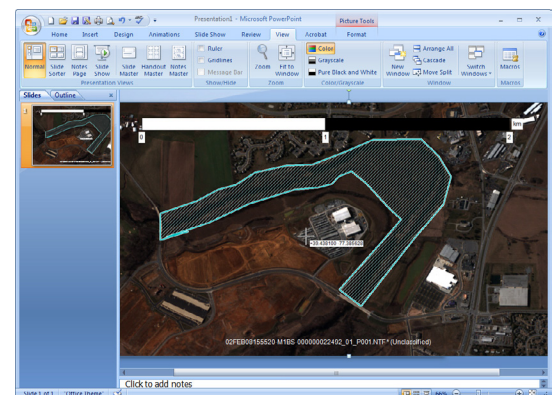 Presentation1 - Microsoft PowerPoint
Picture Tools
Home Insert Design Animations Slide Show Review View Acrobat Format
Normal Slide Sorter Notes Page Slide Show Slide Master Handout Master Notes Master
Presentation Views
Ruler
Gridlines
Message Bar
Show/Hide
Zoom Fit to Window
Zoom
Color
Grayscale
Pure Black and White
Color/Grayscale
New Window
Arrange All
Cascade
Move Split
Switch Windows
Window
Macros
Macros
Slides Outline
1
km
0 1 2
02FEB08155520 M1BS 000000022402_01_P001.NTF* (Unclassified)
Click to add notes
Slide 1 of 1 "Office Theme" 66%